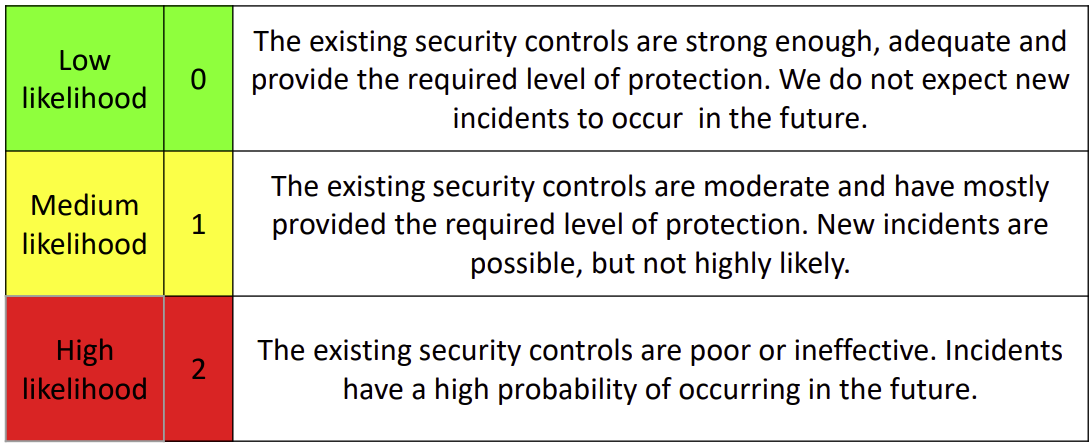 Low
likelihood
0
The existing security controls are strong enough, adequate and
provide the required level of protection. We do not expect new
incidents to occur in the future.
Medium
likelihood
1
The existing security controls are moderate and have mostly
provided the required level of protection. New incidents are
possible, but not highly likely.
High
likelihood
2
The existing security controls are poor or ineffective. Incidents
have a high probability of occurring in the future.